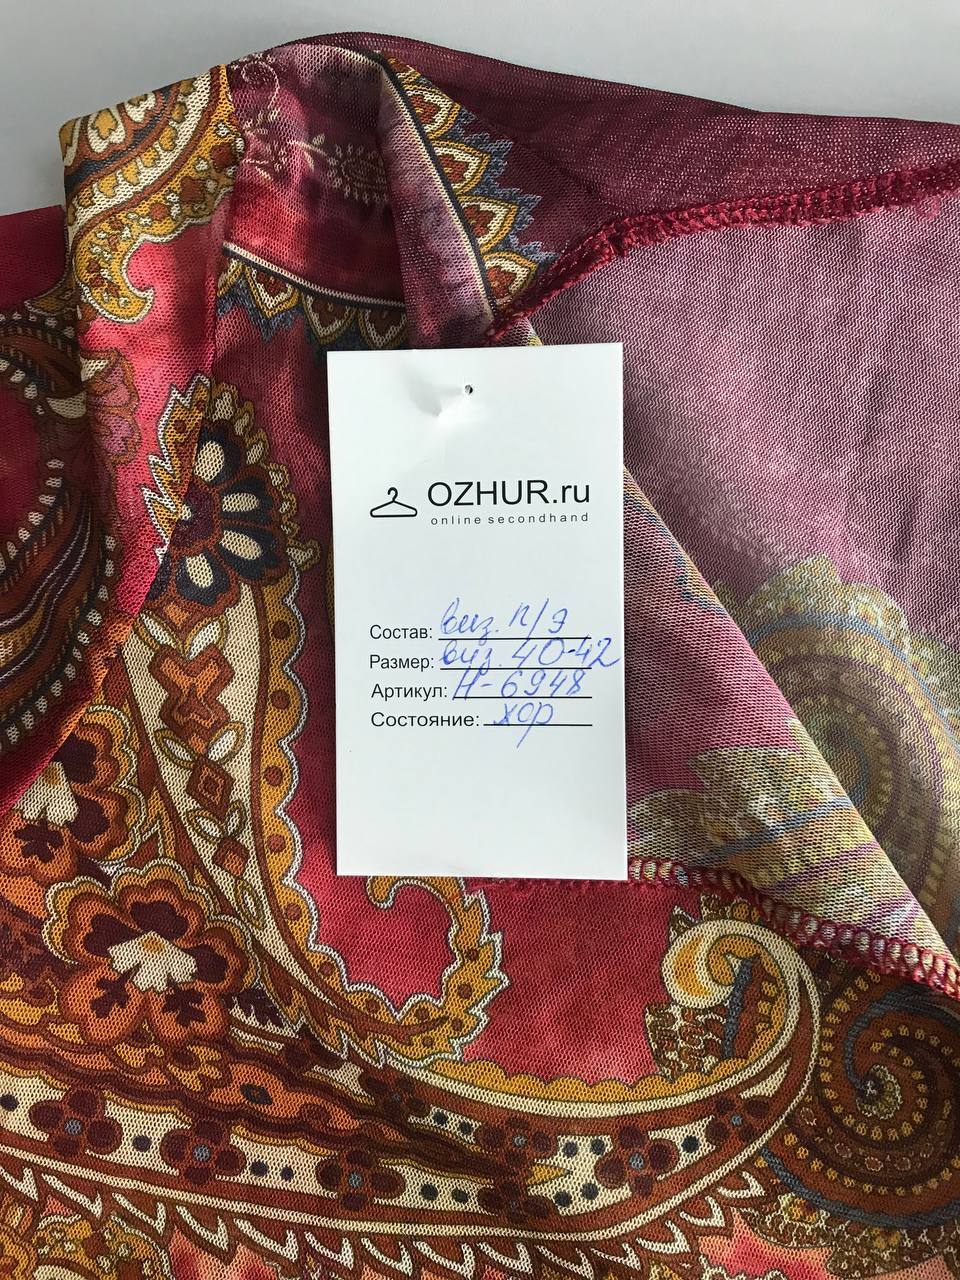 OZHUR.ru
online secondhand
Состав: виз. п/э
Размер: виз. 40-42
Артикул: Н-6948
Состояние: хор